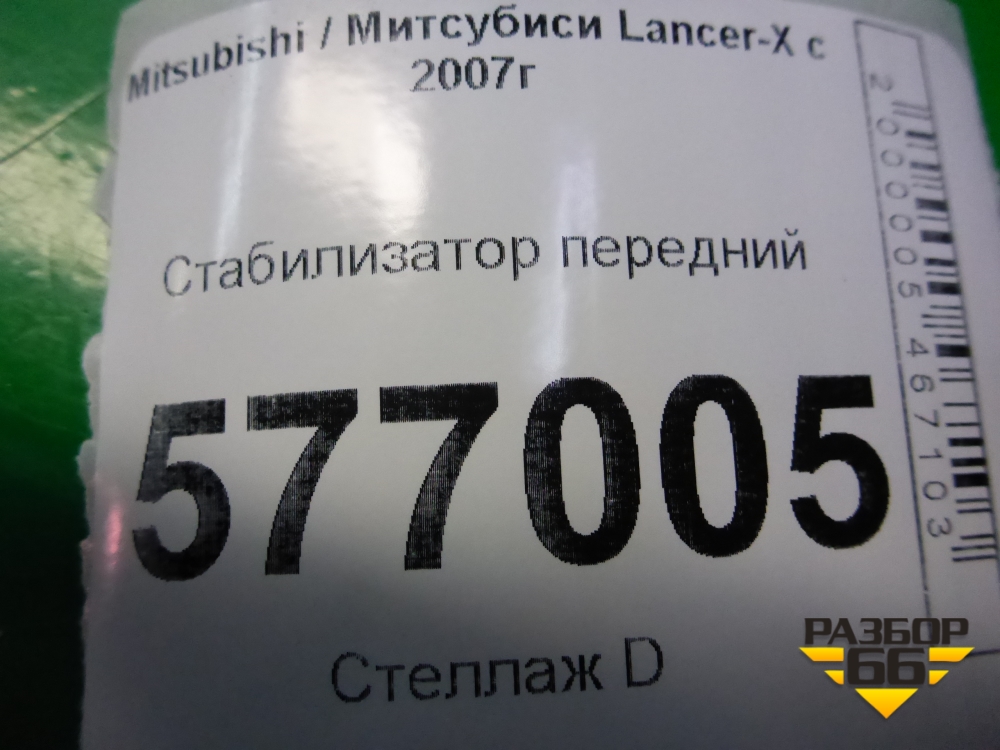 Mitsubishi / Митсубиси Lancer-X с
2007г
Стабилизатор передний
577005
Стеллаж D
2000005467103
РАЗБОР
66